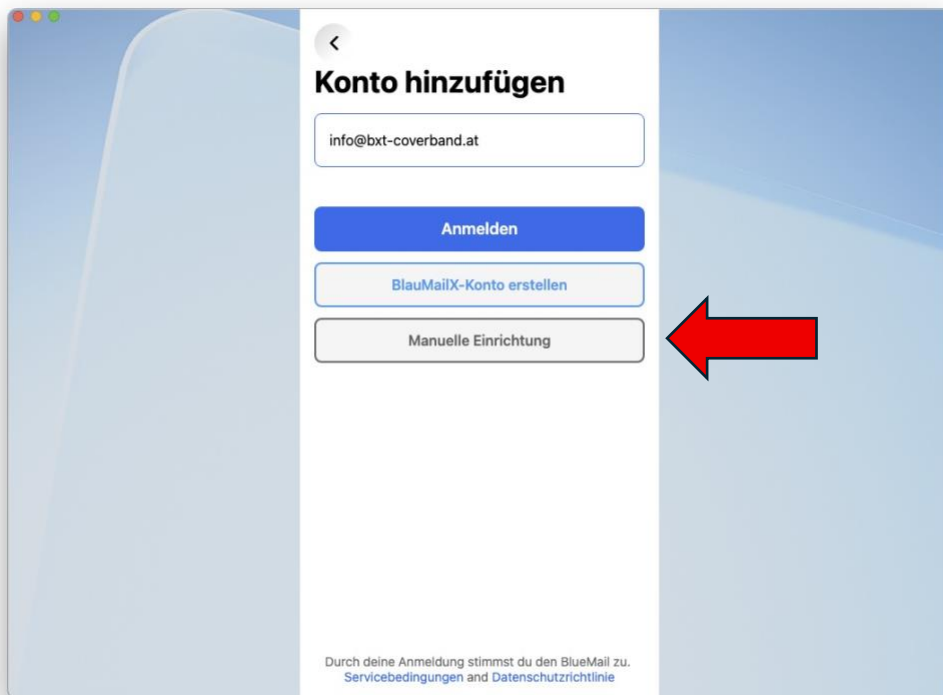 Konto hinzufügen
info@bxt-coverband.at
Anmelden
BlauMailX-Konto erstellen
Manuelle Einrichtung
Durch deine Anmeldung stimmst du den BlueMail zu.
Servicebedingungen and Datenschutzrichtlinie